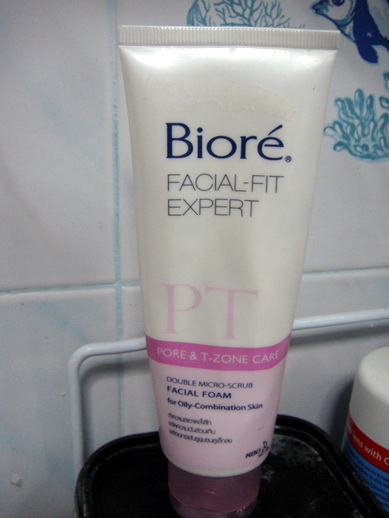 Bioré®
FACIAL-FIT
EXPERT
PT
PORE & T-ZONE CARE
DOUBLE MICRO-SCRUB
FACIAL FOAM
for Oily-Combination Skin